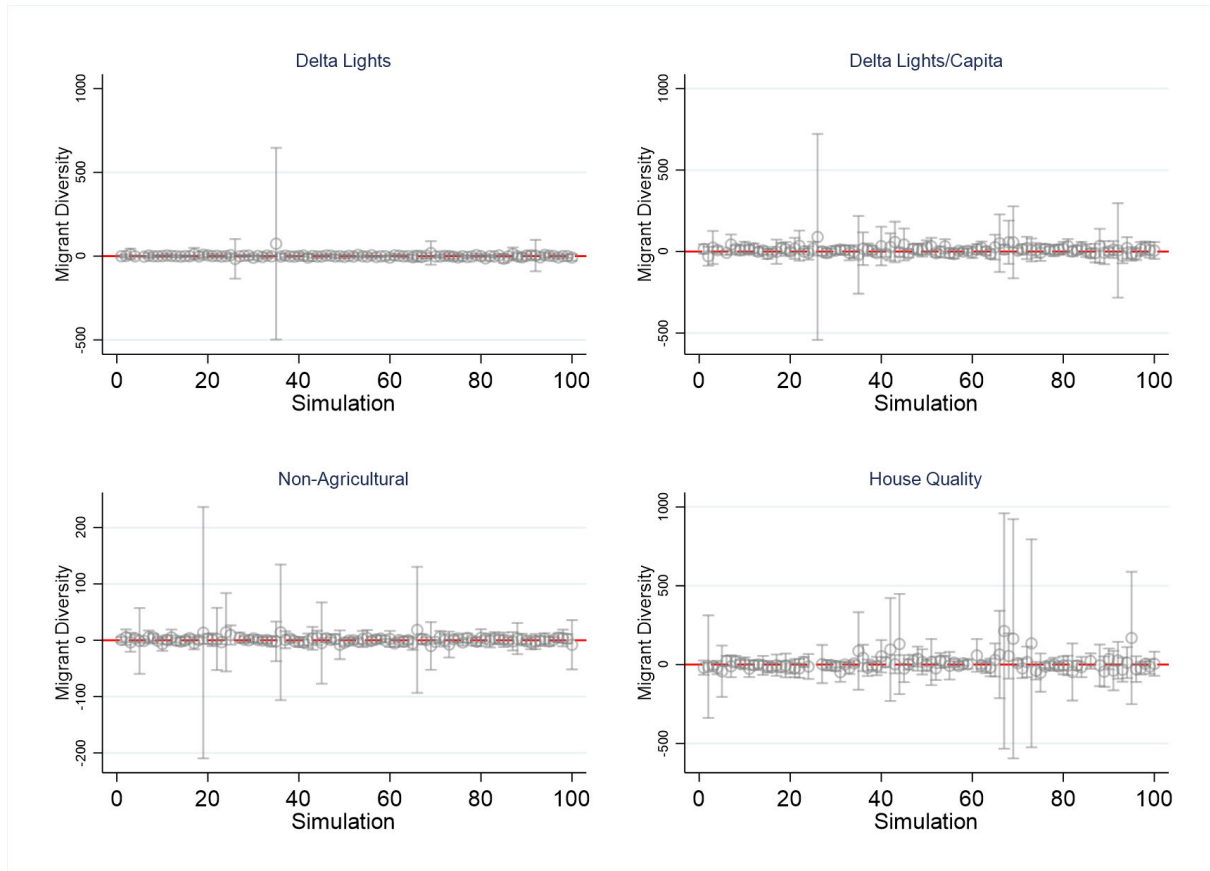 Delta Lights
Migrant Diversity
1000
500
0
-500
0 20 40 60 80 100
Simulation
Delta Lights/Capita
Migrant Diversity
1000
500
0
-500
0 20 40 60 80 100
Simulation
Non-Agricultural
Migrant Diversity
200
100
0
-100
-200
0 20 40 60 80 100
Simulation
House Quality
Migrant Diversity
1000
500
0
-500
0 20 40 60 80 100
Simulation